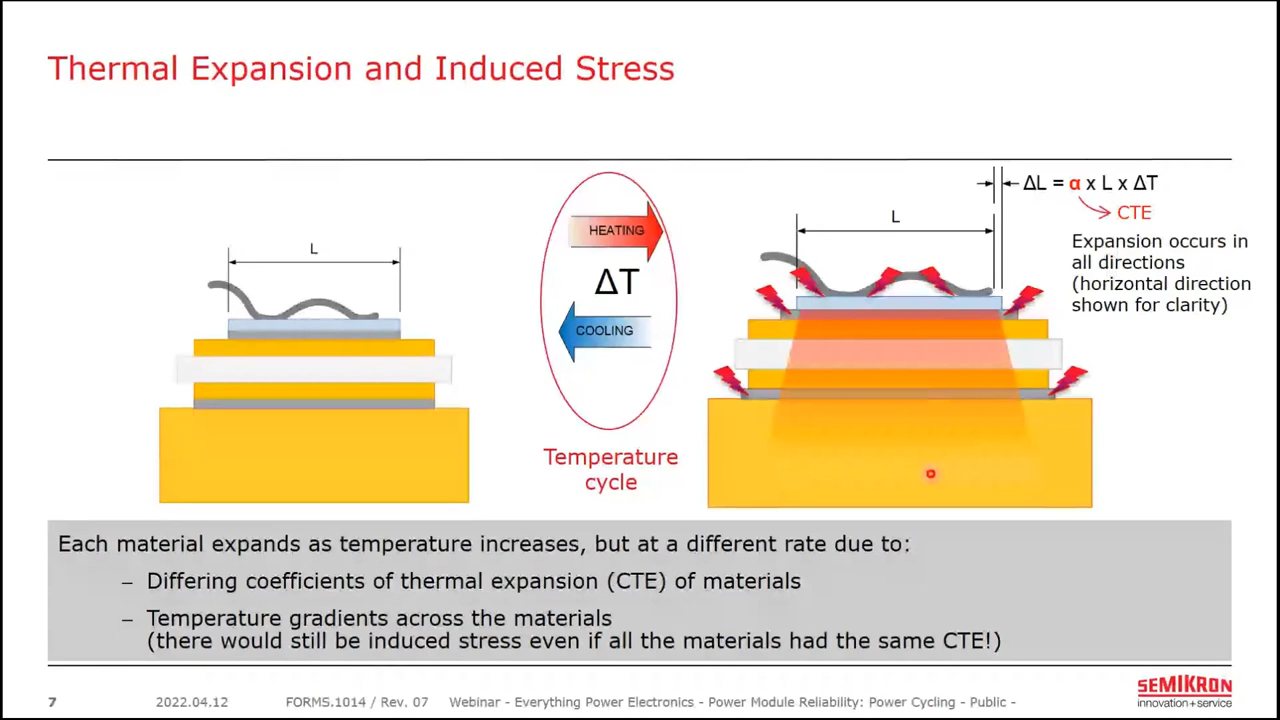 Thermal Expansion and Induced Stress
L
HEATING
ΔT
COOLING
Temperature
cycle
L
ΔL = α x L x ΔT
CTE
Expansion occurs in
all directions
(horizontal direction
shown for clarity)
Each material expands as temperature increases, but at a different rate due to:
– Differing coefficients of thermal expansion (CTE) of materials
– Temperature gradients across the materials
(there would still be induced stress even if all the materials had the same CTE!)
7
2022.04.12
FORMS.1014 / Rev. 07
Webinar - Everything Power Electronics - Power Module Reliability: Power Cycling - Public -
SEMIKRON
innovation+service